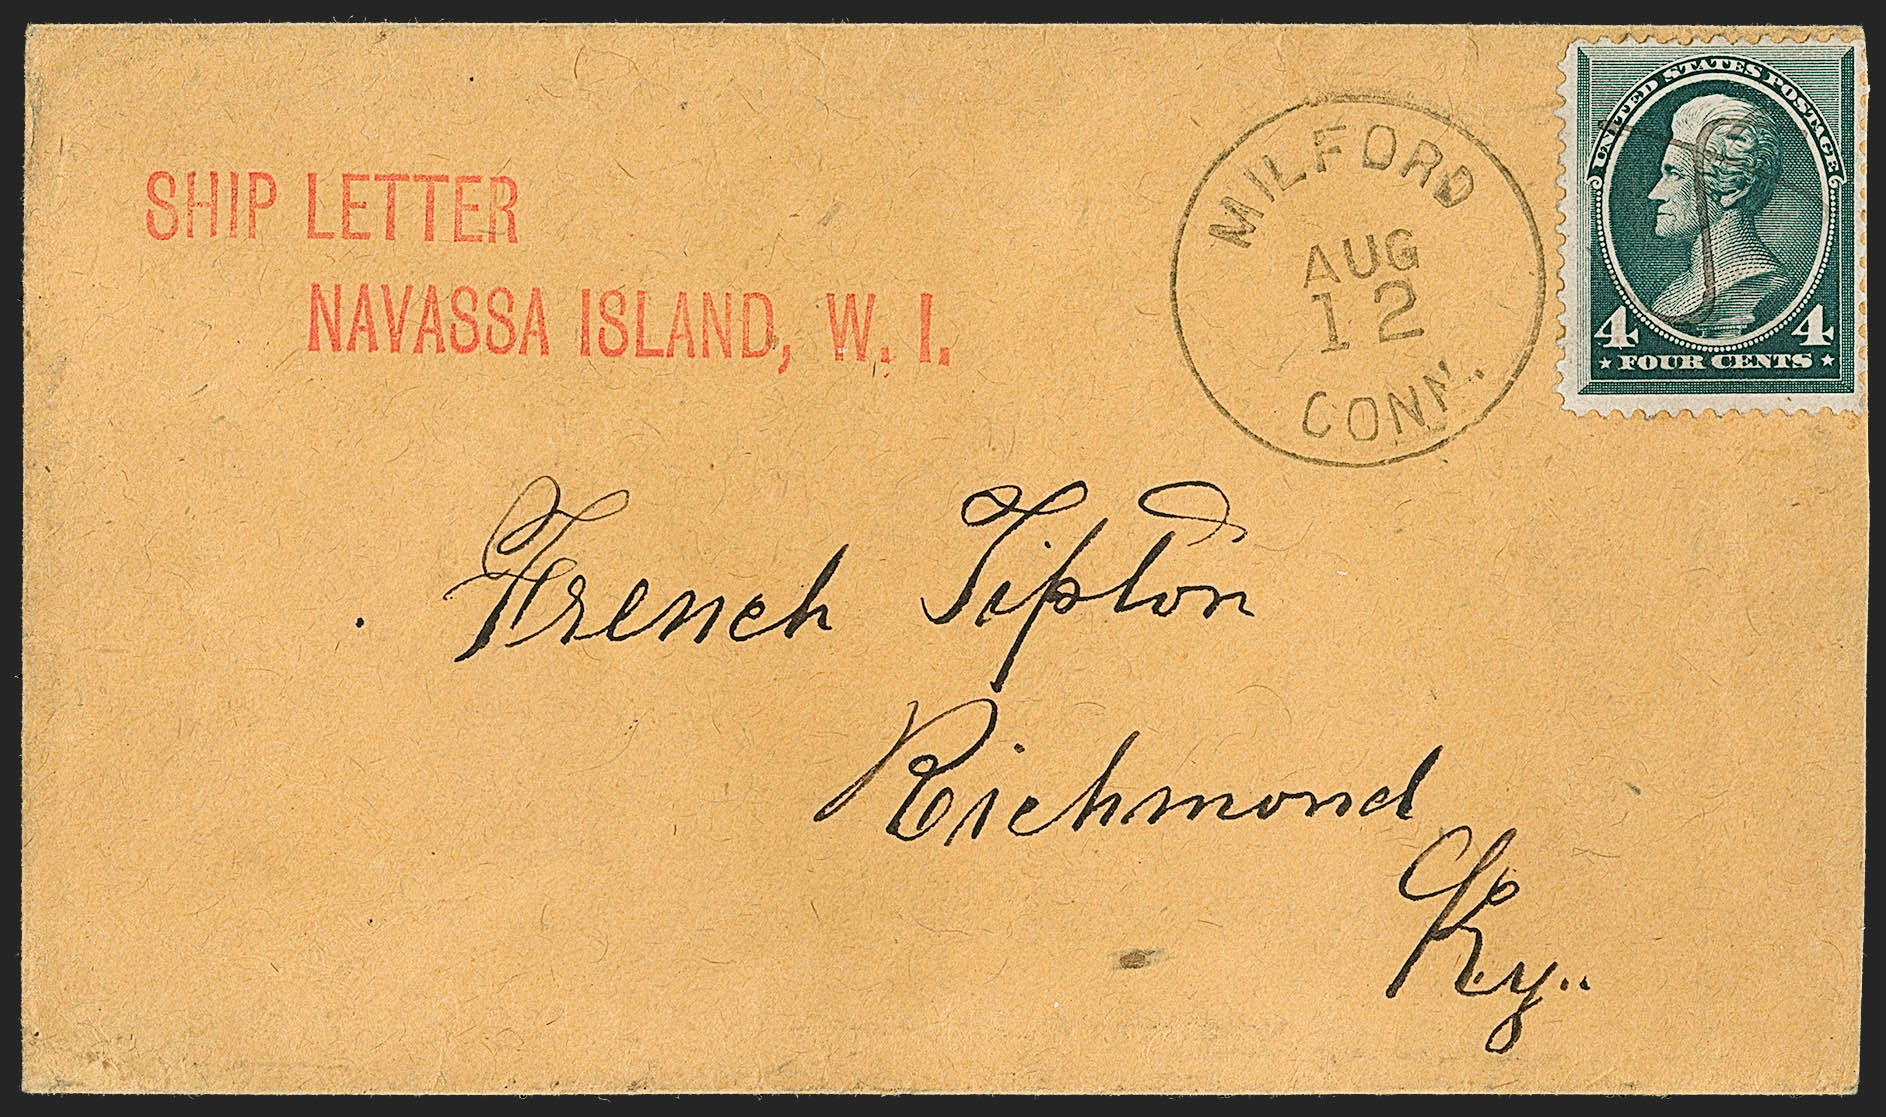 SHIP LETTER
NAVASSA ISLAND, W. I.
MILFORD
AUG
12
CONN.
UNITED STATES POSTAGE
4 4
FOUR CENTS
French Tipton
Richmond
Ky..